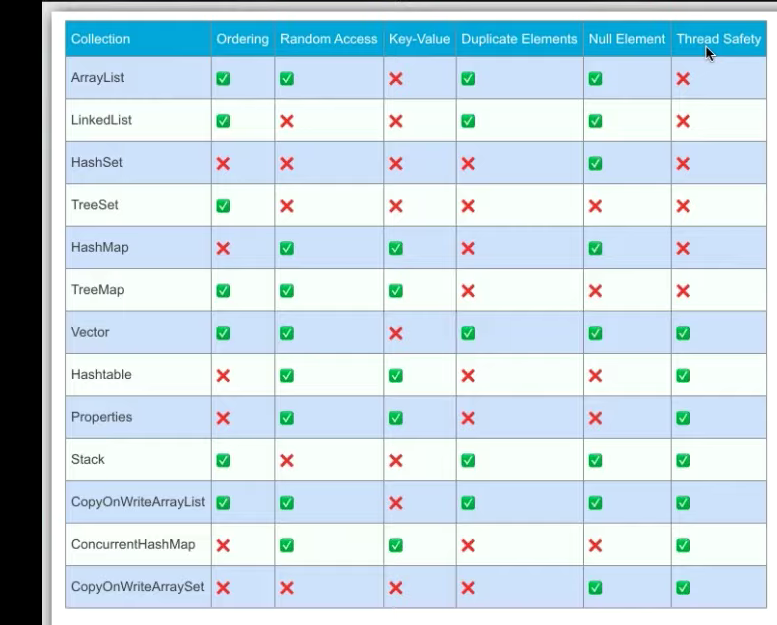 Collection Ordering Random Access Key-Value Duplicate Elements Null Element Thread Safety
ArrayList ✅ ✅ ❌ ✅ ✅ ❌
LinkedList ✅ ❌ ❌ ✅ ✅ ❌
HashSet ❌ ❌ ❌ ❌ ✅ ❌
TreeSet ✅ ❌ ❌ ❌ ❌ ❌
HashMap ❌ ✅ ✅ ❌ ✅ ❌
TreeMap ✅ ✅ ✅ ❌ ❌ ❌
Vector ✅ ✅ ❌ ✅ ✅ ✅
Hashtable ❌ ✅ ✅ ❌ ❌ ✅
Properties ❌ ✅ ✅ ❌ ❌ ✅
Stack ✅ ❌ ❌ ✅ ✅ ✅
CopyOnWriteArrayList ✅ ✅ ❌ ✅ ✅ ✅
ConcurrentHashMap ❌ ✅ ✅ ❌ ❌ ✅
CopyOnWriteArraySet ❌ ❌ ❌ ❌ ✅ ✅